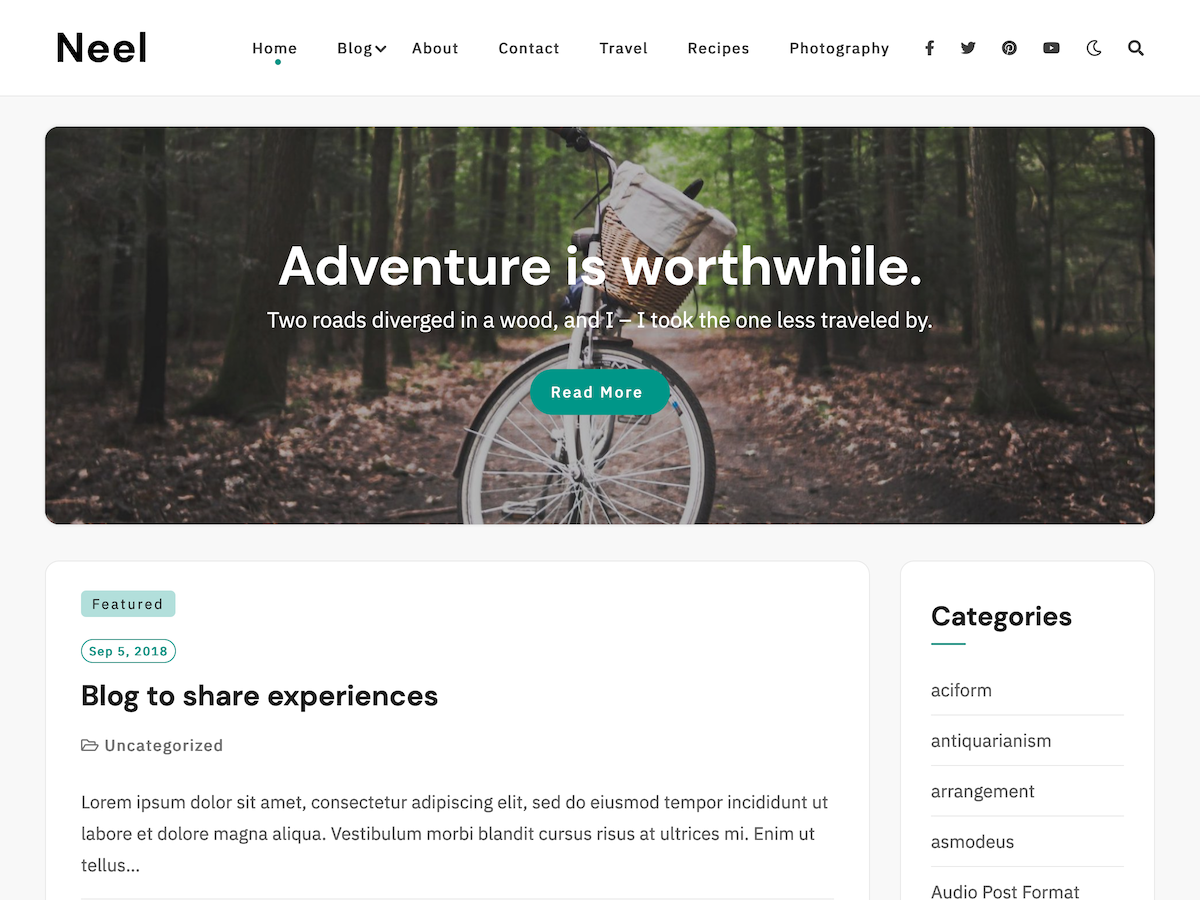 Neel
Home Blog About Contact Travel Recipes Photography
Adventure is worthwhile.
Two roads diverged in a wood, and I – I took the one less traveled by.
Read More
Featured
Sep 5, 2018
Blog to share experiences
Uncategorized
Lorem ipsum dolor sit amet, consectetur adipiscing elit, sed do eiusmod tempor incididunt ut
labore et dolore magna aliqua. Vestibulum morbi blandit cursus risus at ultrices mi. Enim ut
tellus...
Categories
aciform
antiquarianism
arrangement
asmodeus
Audio Post Format